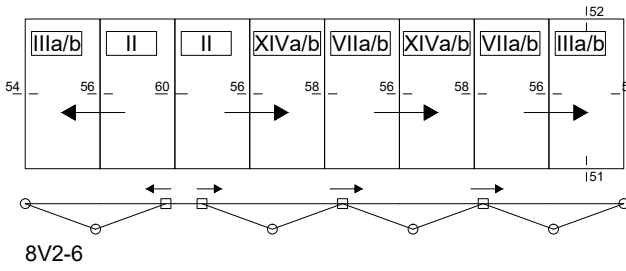 52
IIIa/b II II XIVa/b VIIa/b XIVa/b VIIa/b IIIa/b
54 56 60 56 58 56 58 56
51
8V2-6